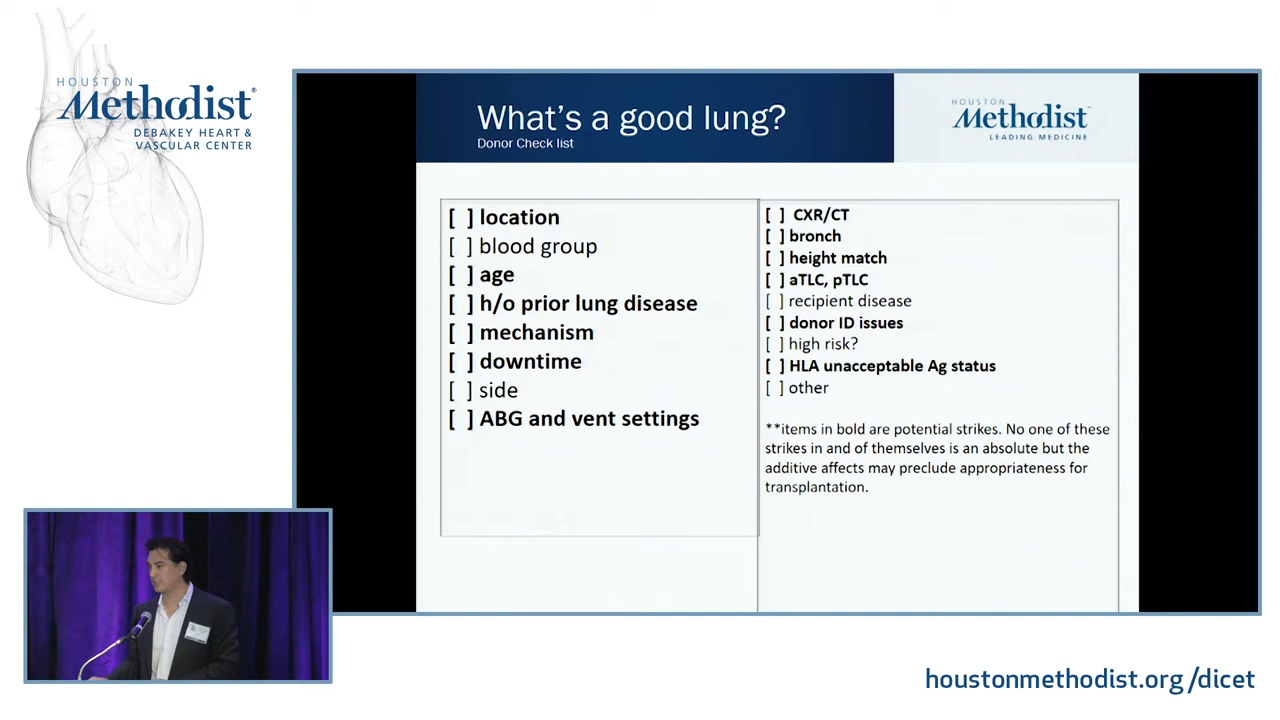 HOUSTON
Methodist®
DEBAKEY HEART &
VASCULAR CENTER
What's a good lung?
Donor Check list
HOUSTON
Methodist
LEADING MEDICINE
[ ] location
[ ] blood group
[ ] age
[ ] h/o prior lung disease
[ ] mechanism
[ ] downtime
[ ] side
[ ] ABG and vent settings
[ ] CXR/CT
[ ] bronch
[ ] height match
[ ] aTLC, pTLC
[ ] recipient disease
[ ] donor ID issues
[ ] high risk?
[ ] HLA unacceptable Ag status
[ ] other
**items in bold are potential strikes. No one of these
strikes in and of themselves is an absolute but the
additive affects may preclude appropriateness for
transplantation.
houstonmethodist.org/dicet